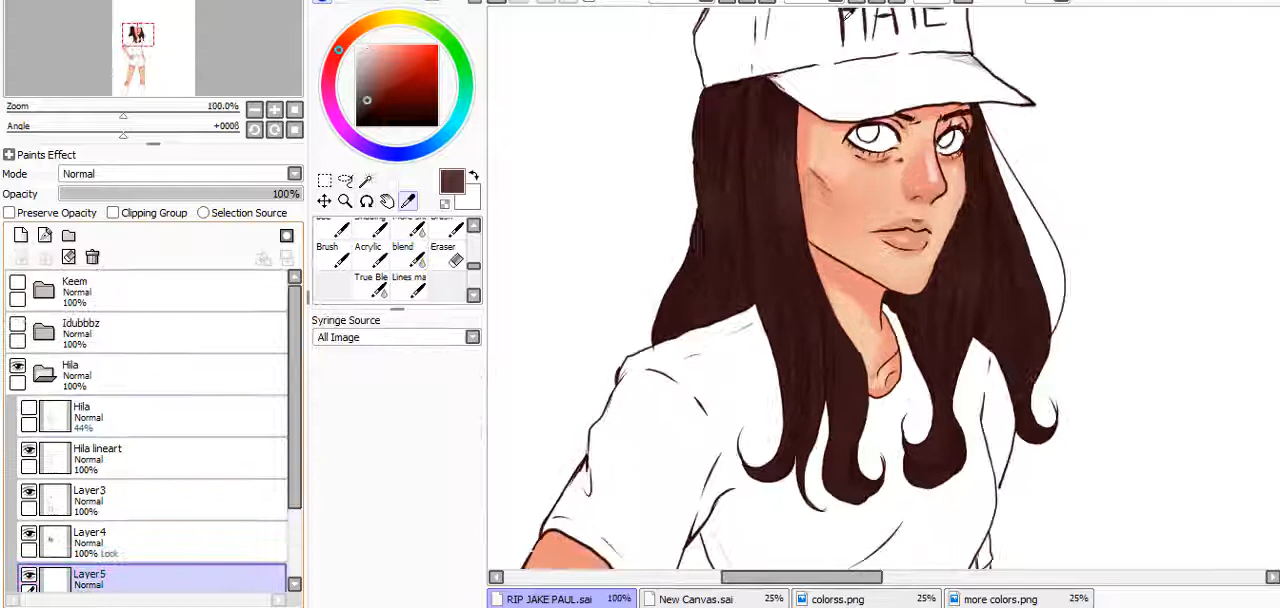 Zoom
100.0%
Angle
+000ß
Paints Effect
Mode
Normal
Opacity
100%
Preserve Opacity
Clipping Group
Selection Source
Keem
Normal
100%
Idubbbz
Normal
100%
Hila
Normal
100%
Hila
Normal
44%
Hila lineart
Normal
100%
Layer3
Normal
100%
Layer4
Normal
100% Lock
Layer5
Normal
Brush
Acrylic
blend
Eraser
True Ble
Lines ma
Syringe Source
All Image
RIP JAKE PAUL.sai
100%
New Canvas.sai
25%
colorss.png
25%
more colors.png
25%